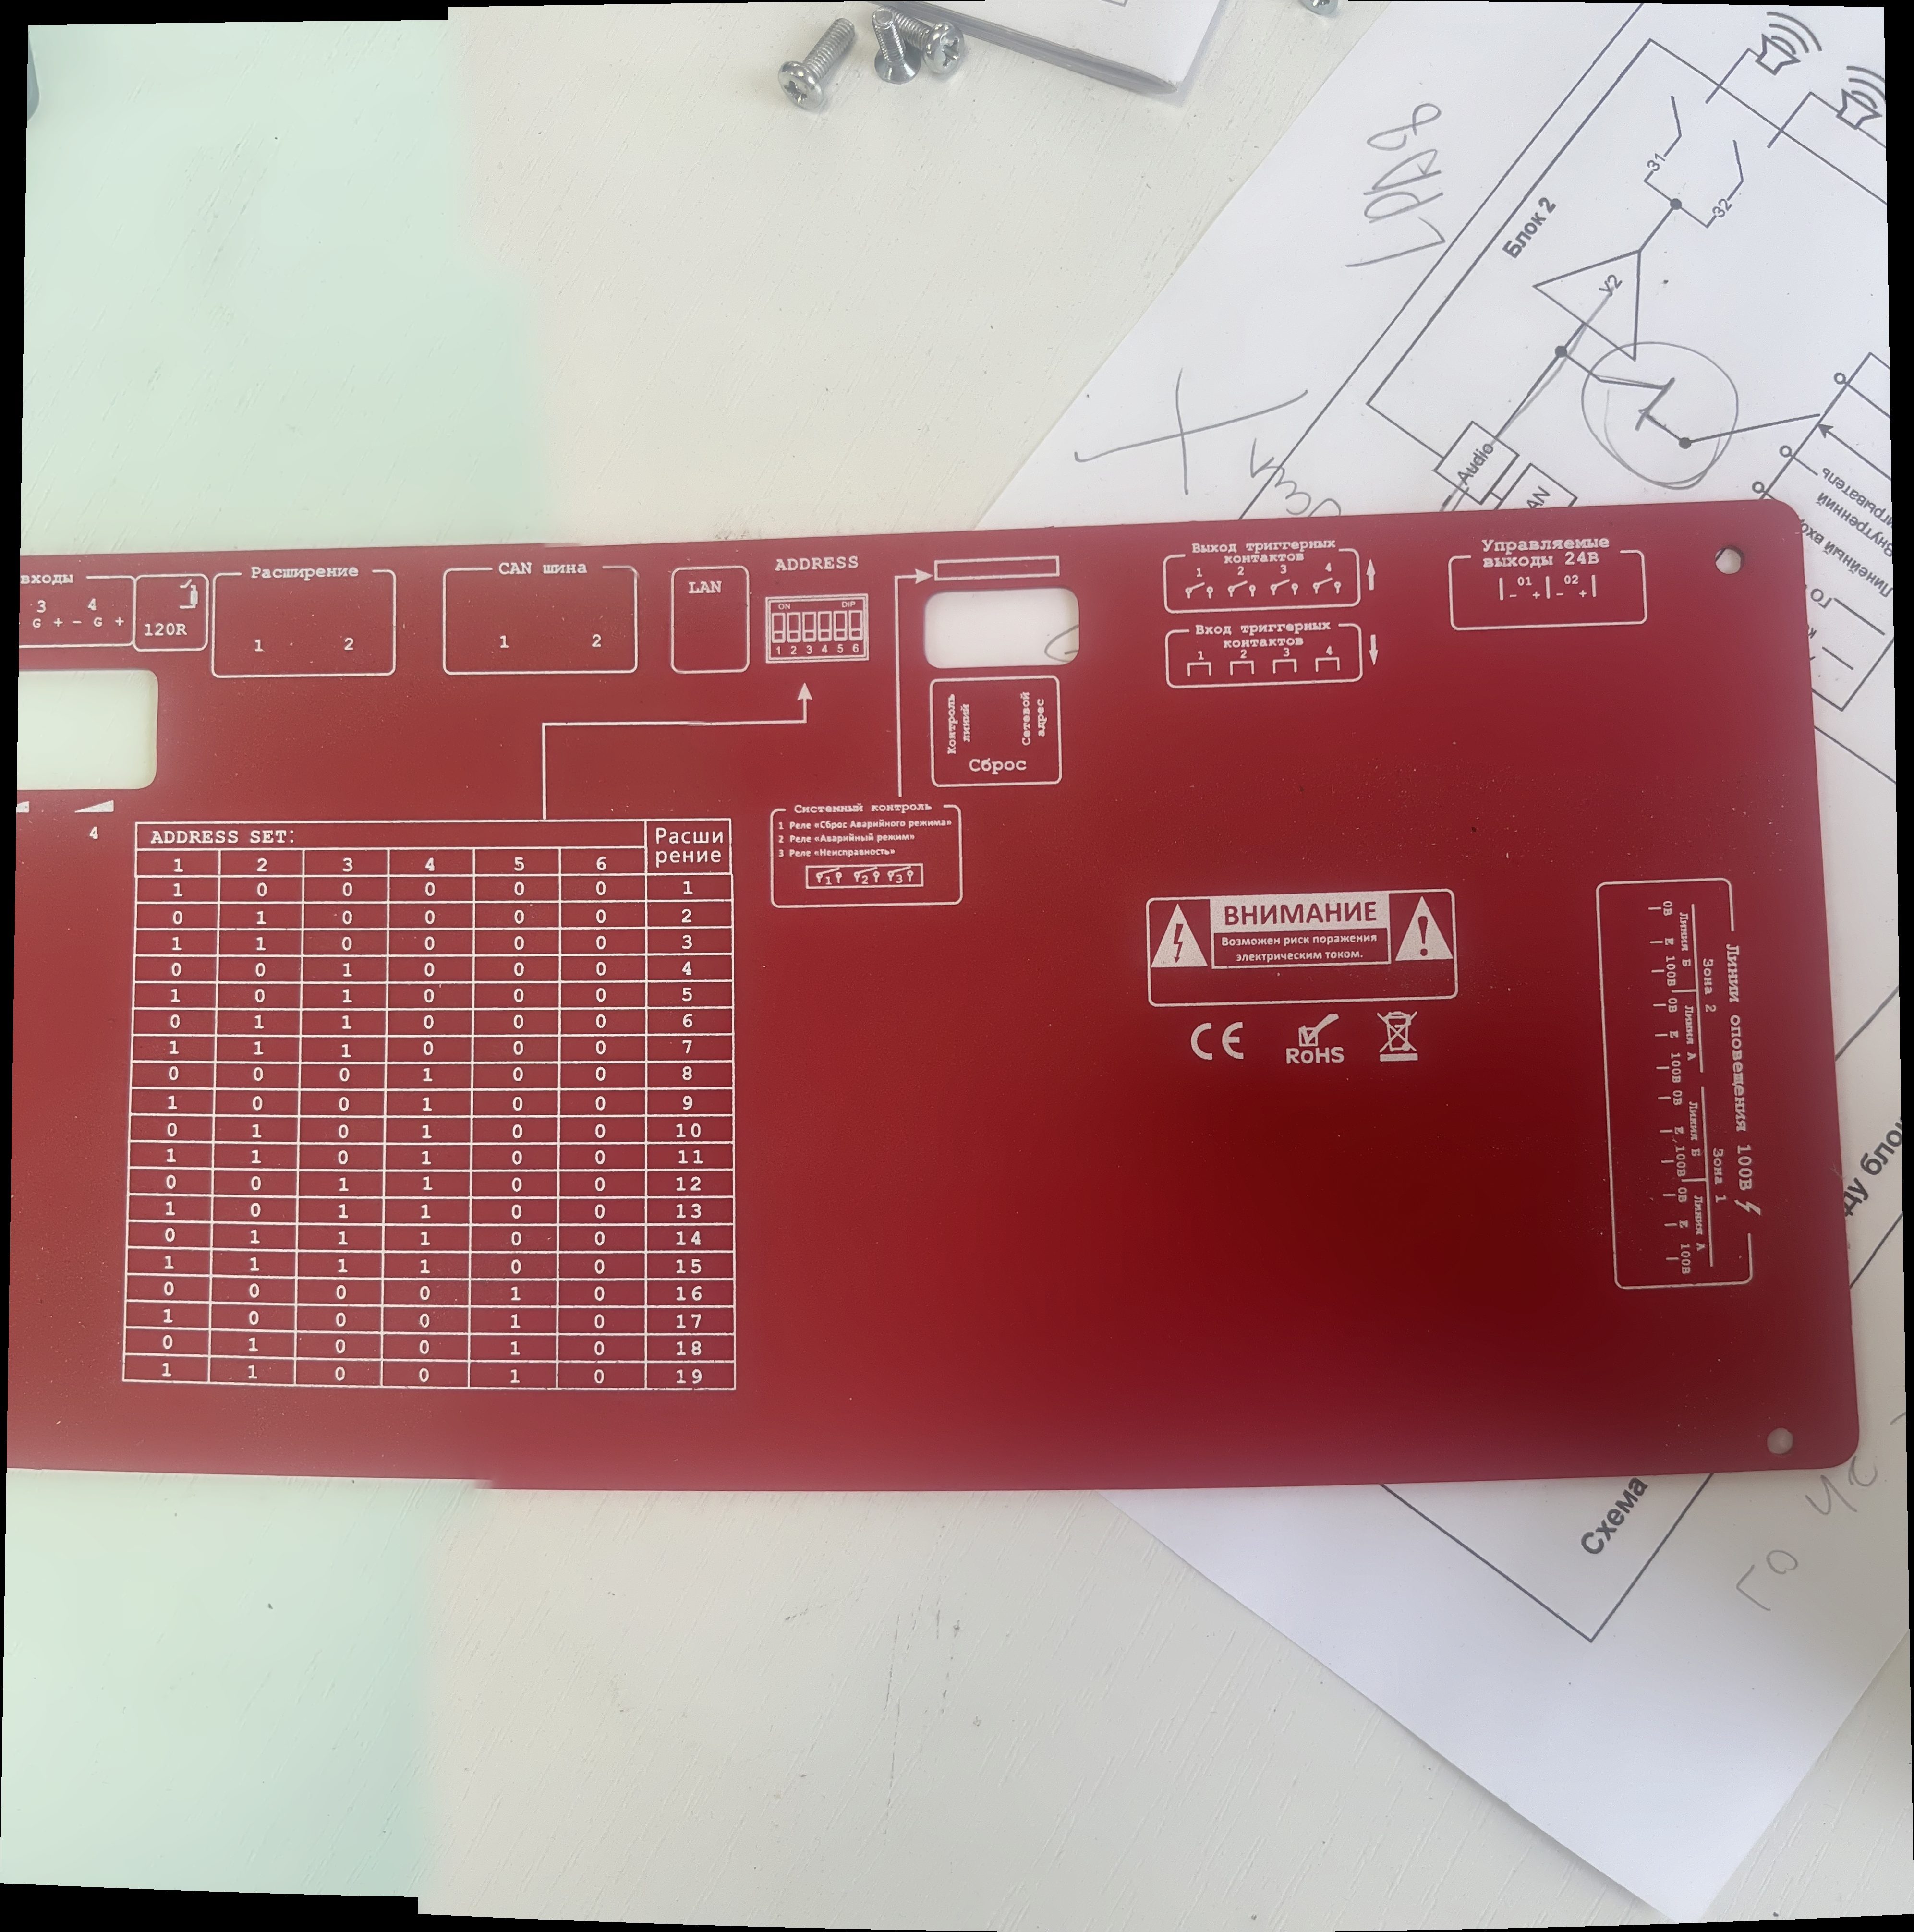 LPA8
Блок 2
31
32
У2
Audio
AN
входы
3 4
G + - G +
120R
Расширение
1 2
CAN шина
1 2
LAN
ADDRESS
ON DIP
1 2 3 4 5 6
Выход триггерных
контактов
1 2 3 4
Вход триггерных
контактов
1 2 3 4
Управляемые
выходы 24В
01 02
- + - +
Контроль
линий
Сетевой
адрес
Сброс
4
Системный контроль
1 Реле «Сброс Аварийного режима»
2 Реле «Аварийный режим»
3 Реле «Неисправность»
1 2 3
ADDRESS SET: Расши
рение
1 2 3 4 5 6
1 0 0 0 0 0 1
0 1 0 0 0 0 2
1 1 0 0 0 0 3
0 0 1 0 0 0 4
1 0 1 0 0 0 5
0 1 1 0 0 0 6
1 1 1 0 0 0 7
0 0 0 1 0 0 8
1 0 0 1 0 0 9
0 1 0 1 0 0 10
1 1 0 1 0 0 11
0 0 1 1 0 0 12
1 0 1 1 0 0 13
0 1 1 1 0 0 14
1 1 1 1 0 0 15
0 0 0 0 1 0 16
1 0 0 0 1 0 17
0 1 0 0 1 0 18
1 1 0 0 1 0 19
ВНИМАНИЕ
Возможен риск поражения
электрическим током.
CE
RoHS
Линии оповещения 100В
Зона 2 Зона 1
Линия Б Линия А Линия Б Линия А
0В E 100В 0В E 100В 0В E 100В 0В E 100В
Схема